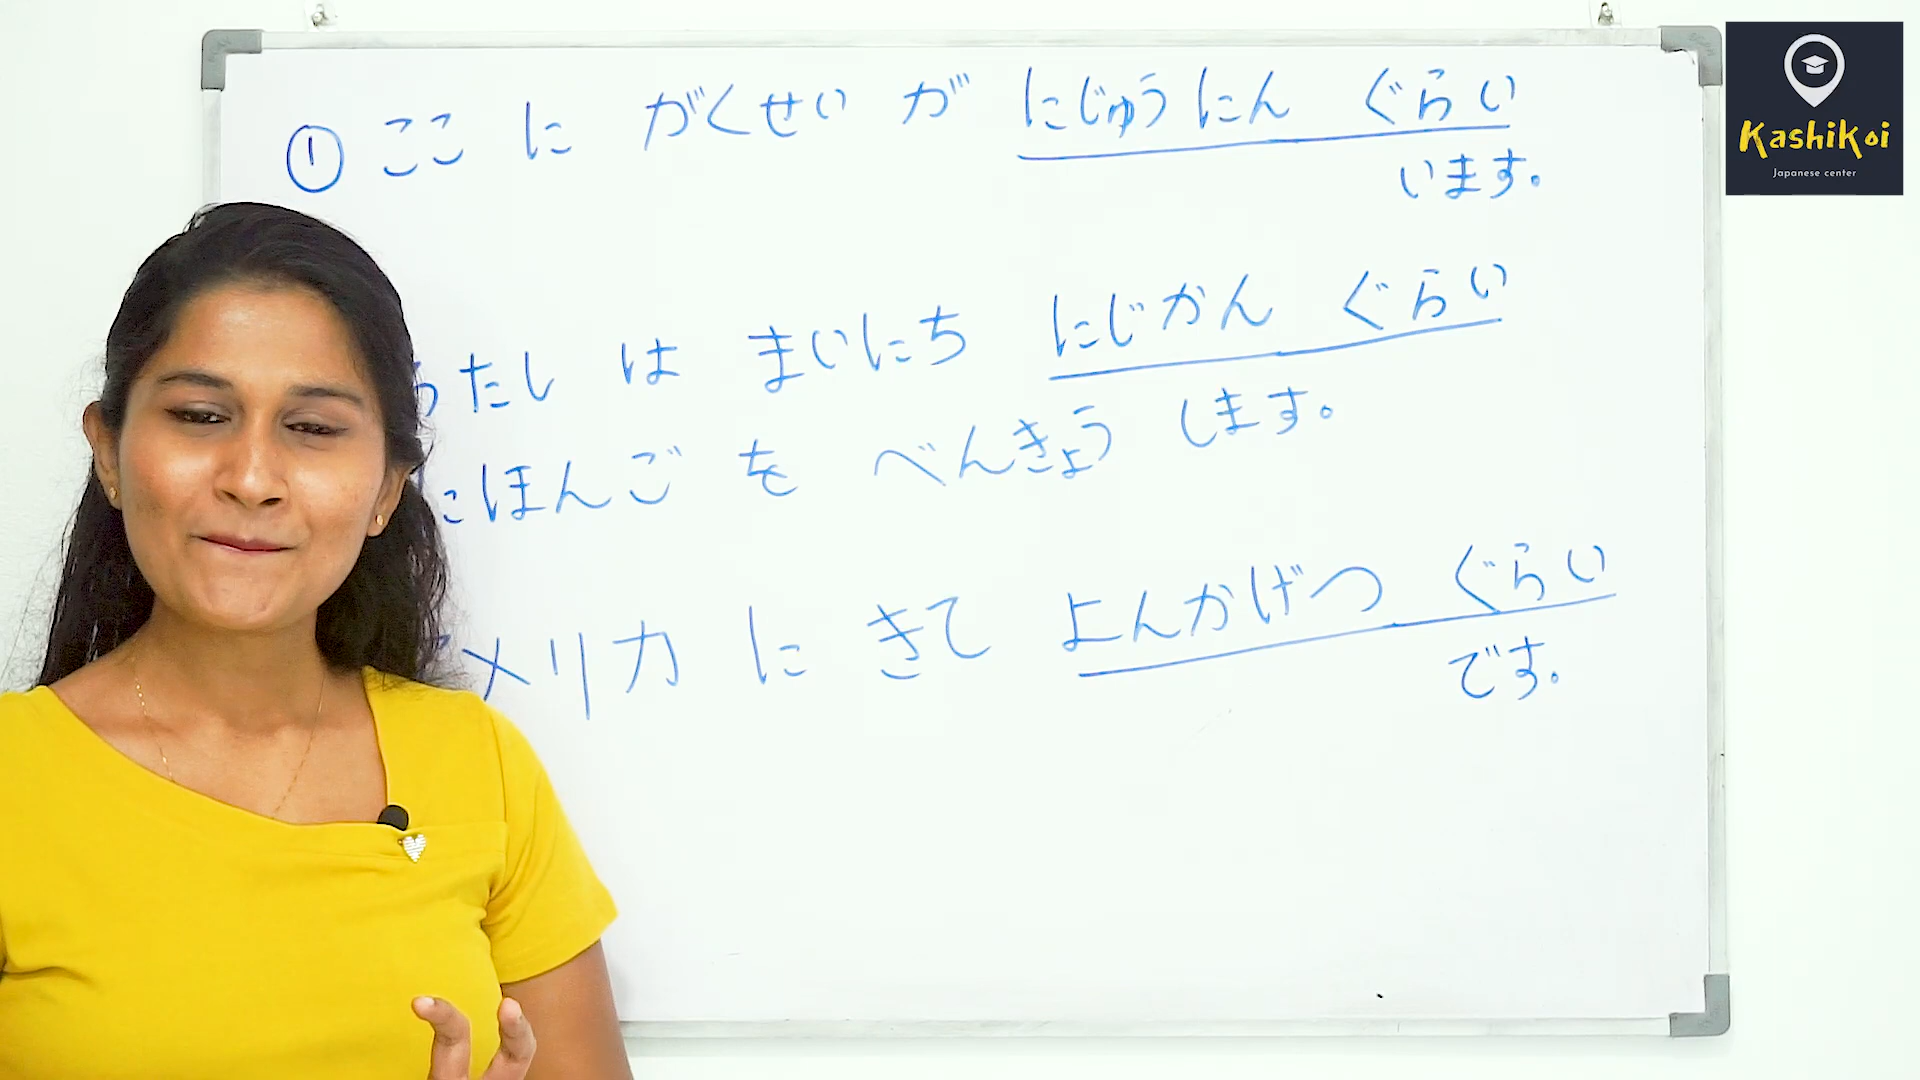 ① ここ に がくせい が にじゅうにん ぐらい
います。
たし は まいにち にじかん ぐらい
にほんご を べんきょう します。
メリカ に きて よんかげつ ぐらい
です。
Kashikoi
Japanese center